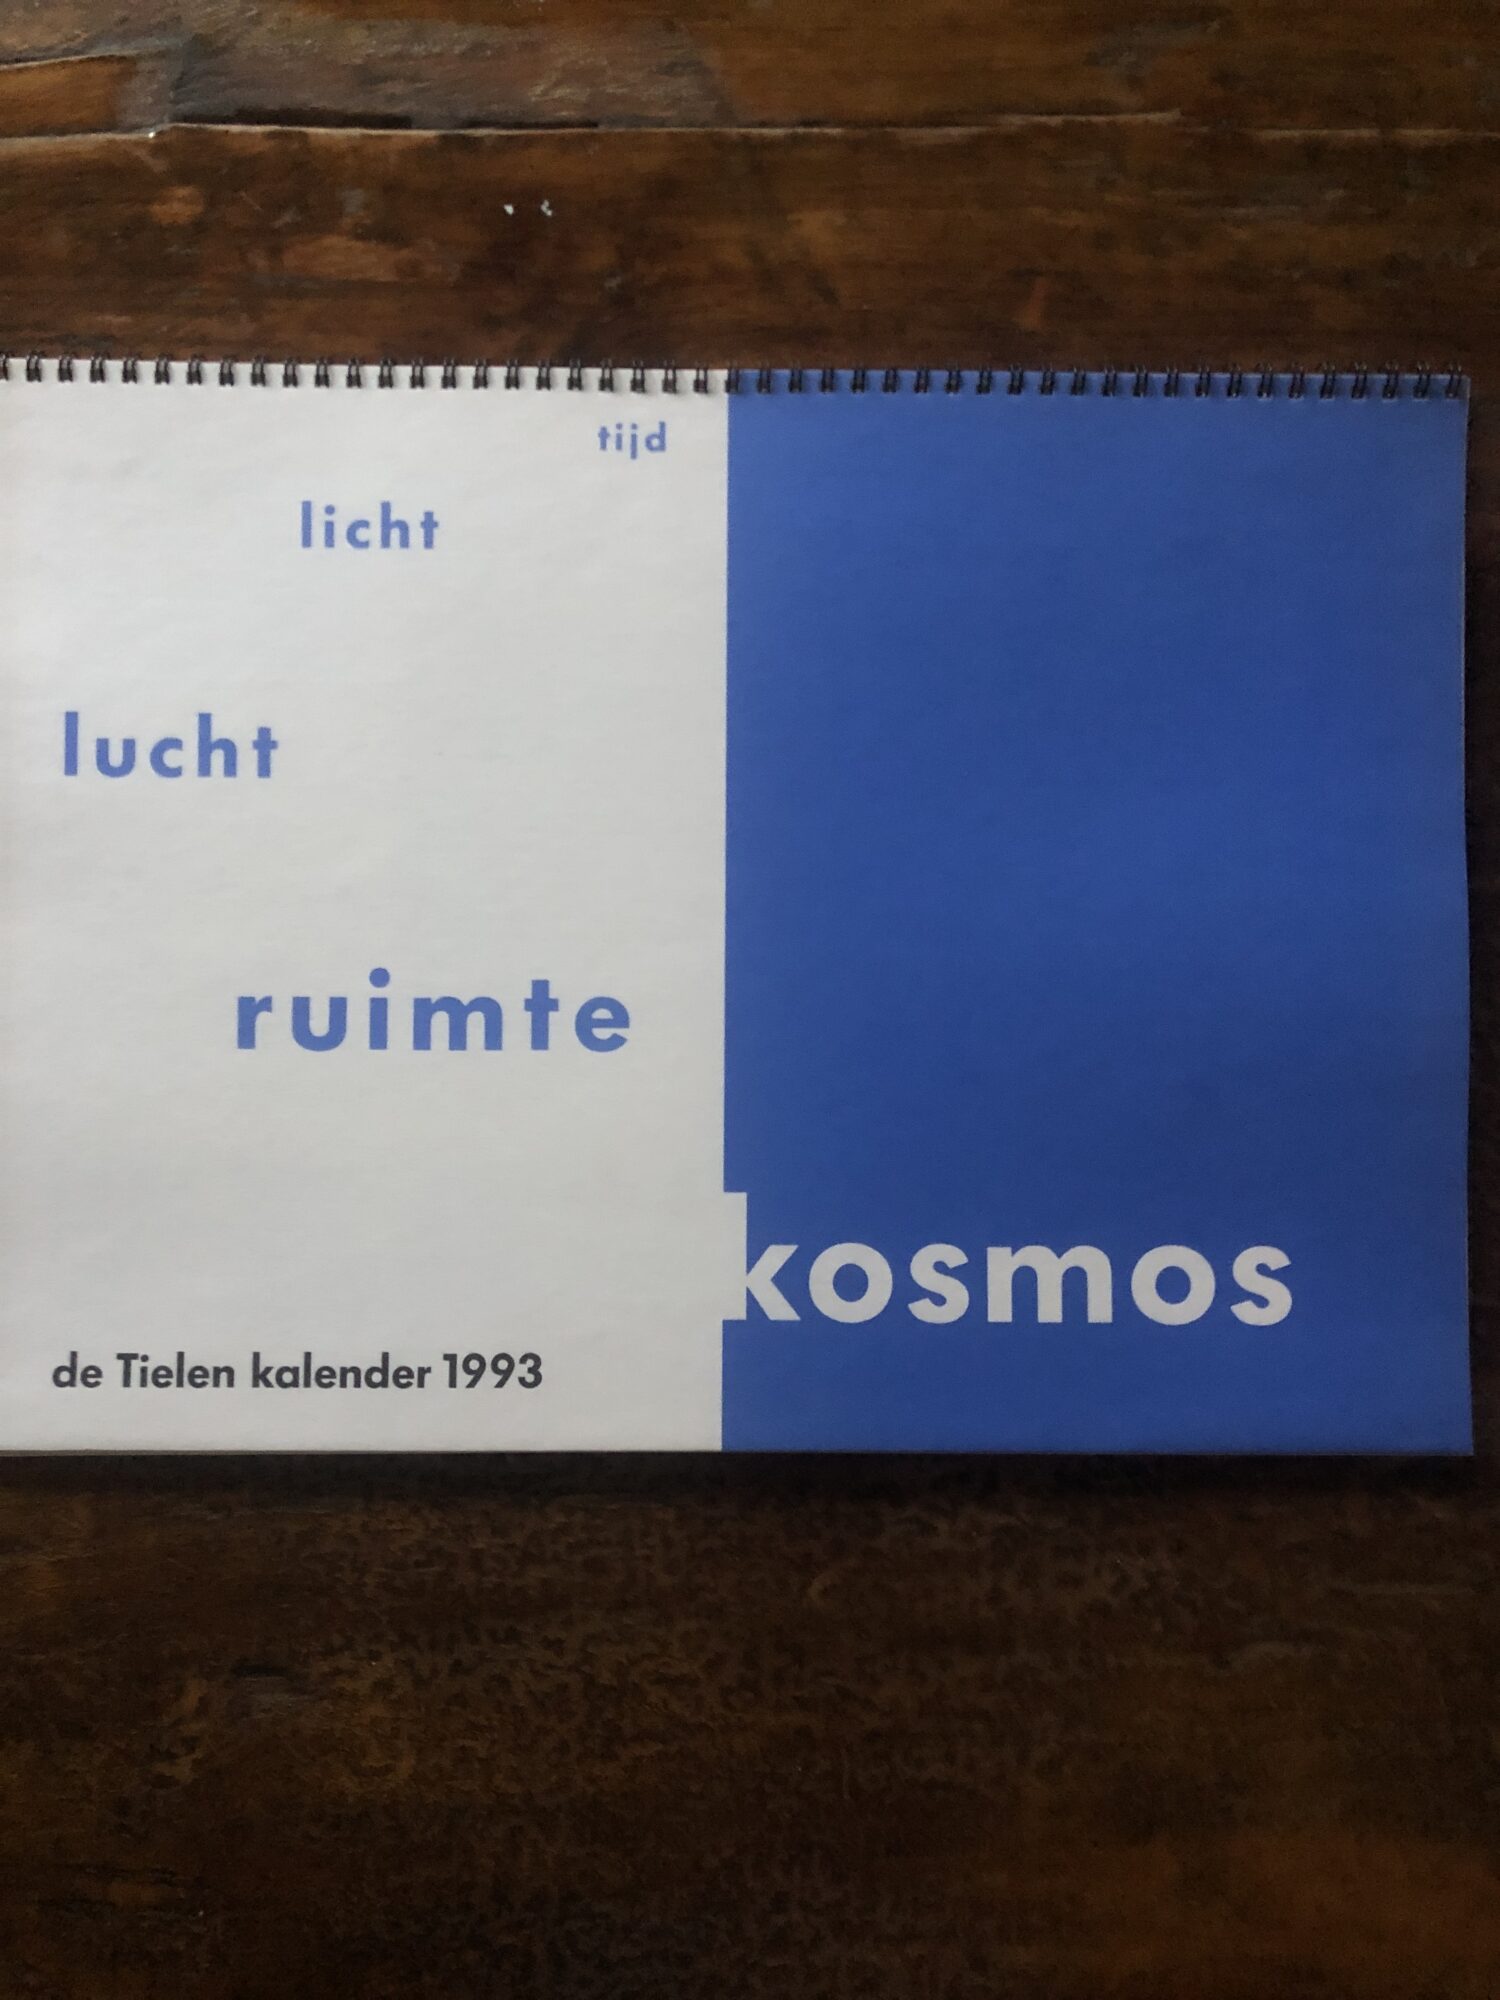 tijd
licht
lucht
ruimte
kosmos
de Tielen kalender 1993